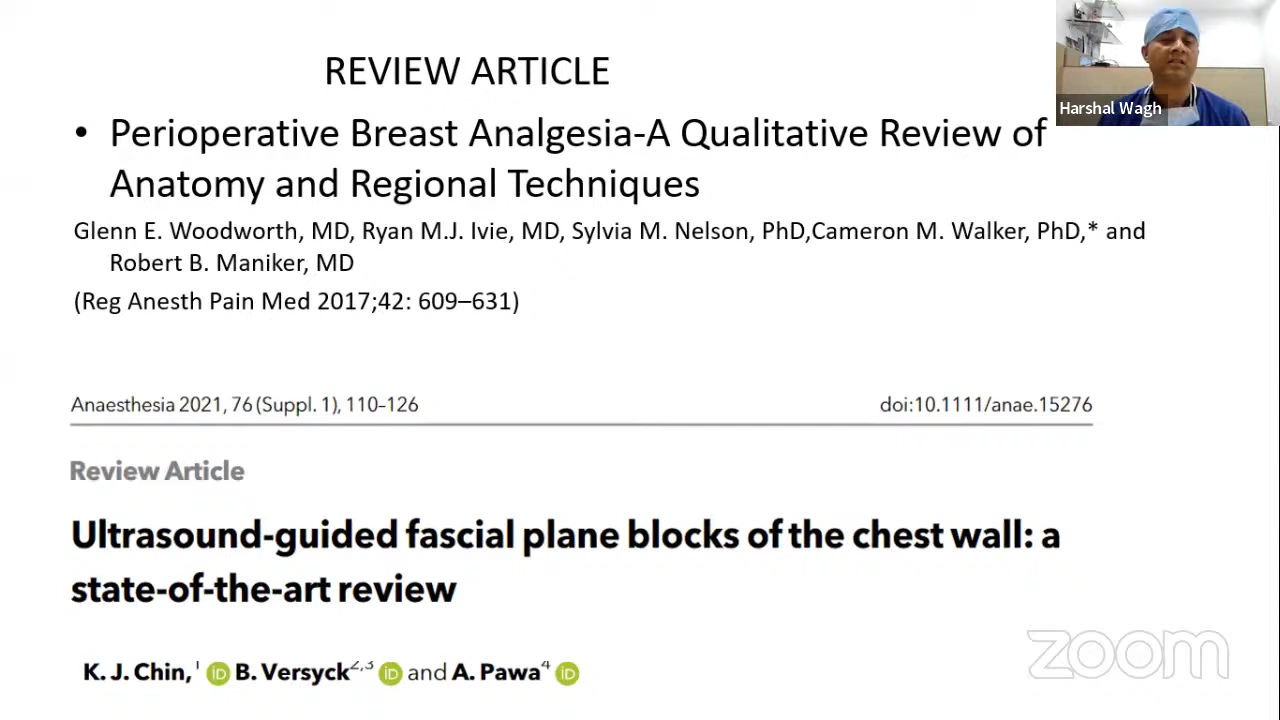 REVIEW ARTICLE
• Perioperative Breast Analgesia-A Qualitative Review of
Anatomy and Regional Techniques
Glenn E. Woodworth, MD, Ryan M.J. Ivie, MD, Sylvia M. Nelson, PhD,Cameron M. Walker, PhD,* and
Robert B. Maniker, MD
(Reg Anesth Pain Med 2017;42: 609–631)
Harshal Wagh
Anaesthesia 2021, 76 (Suppl. 1), 110–126
doi:10.1111/anae.15276
Review Article
Ultrasound-guided fascial plane blocks of the chest wall: a
state-of-the-art review
K. J. Chin,1 iD B. Versyck2,3 iD and A. Pawa4 iD
zoom